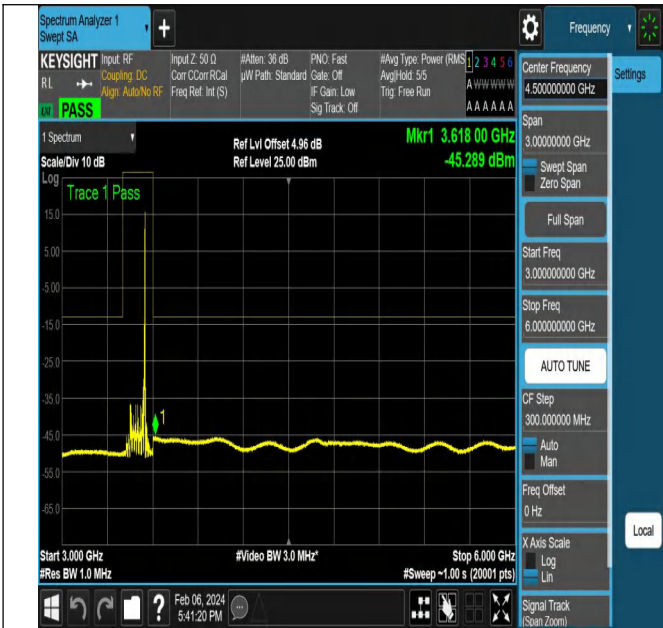 Spectrum Analyzer 1
Swept SA
Frequency
KEYSIGHT
RL
PASS
Input: RF
Coupling: DC
Align: Auto/No RF
Input Z: 50 Ω
Corr CCorr RCal
Freq Ref: Int (S)
#Atten: 36 dB
µW Path: Standard
PNO: Fast
Gate: Off
IF Gain: Low
Sig Track: Off
#Avg Type: Power (RMS
Avg|Hold: 5/5
Trig: Free Run
1 2 3 4 5 6
A W W W W W
A A A A A A
1 Spectrum
Scale/Div 10 dB
Ref Lvl Offset 4.96 dB
Ref Level 25.00 dBm
Mkr1 3.618 00 GHz
-45.289 dBm
Log
Trace 1 Pass
15.0
5.00
-5.00
-15.0
-25.0
-35.0
-45.0
-55.0
-65.0
1
Start 3.000 GHz
#Res BW 1.0 MHz
#Video BW 3.0 MHz*
Stop 6.000 GHz
#Sweep ~1.00 s (20001 pts)
Center Frequency
4.500000000 GHz
Settings
Span
3.00000000 GHz
Swept Span
Zero Span
Full Span
Start Freq
3.000000000 GHz
Stop Freq
6.000000000 GHz
AUTO TUNE
CF Step
300.000000 MHz
Auto
Man
Freq Offset
0 Hz
X Axis Scale
Log
Lin
Signal Track
(Span Zoom)
Local
?
Feb 06, 2024
5:41:20 PM